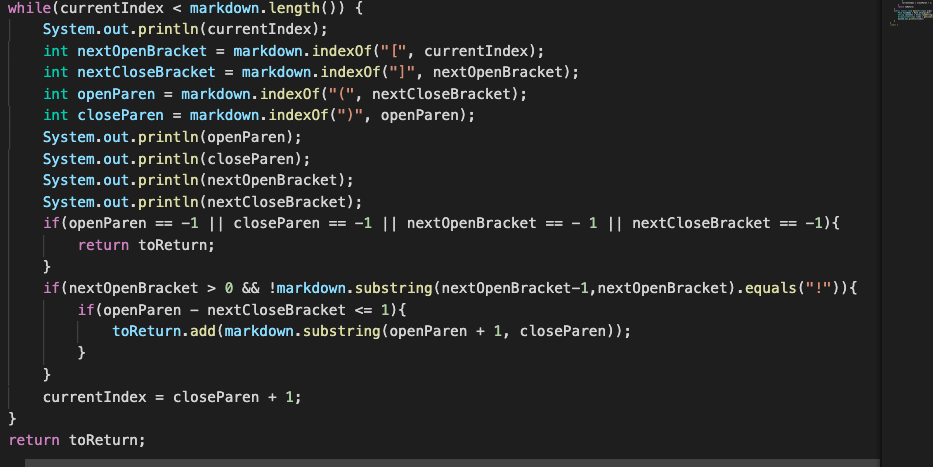 while(currentIndex < markdown.length()) {
    System.out.println(currentIndex);
    int nextOpenBracket = markdown.indexOf("[", currentIndex);
    int nextCloseBracket = markdown.indexOf("]", nextOpenBracket);
    int openParen = markdown.indexOf("(", nextCloseBracket);
    int closeParen = markdown.indexOf(")", openParen);
    System.out.println(openParen);
    System.out.println(closeParen);
    System.out.println(nextOpenBracket);
    System.out.println(nextCloseBracket);
    if(openParen == -1 || closeParen == -1 || nextOpenBracket == - 1 || nextCloseBracket == -1){
        return toReturn;
    }
    if(nextOpenBracket > 0 && !markdown.substring(nextOpenBracket-1,nextOpenBracket).equals("!")){
        if(openParen - nextCloseBracket <= 1){
            toReturn.add(markdown.substring(openParen + 1, closeParen));
        }
    }
    currentIndex = closeParen + 1;
}
return toReturn;